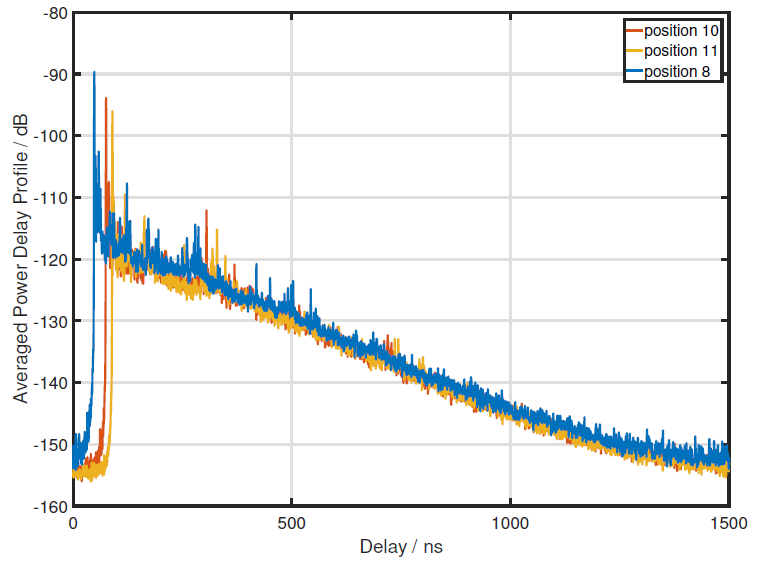 -80
-90
-100
-110
-120
-130
-140
-150
-160
Averaged Power Delay Profile / dB
position 10
position 11
position 8
0
500
1000
1500
Delay / ns